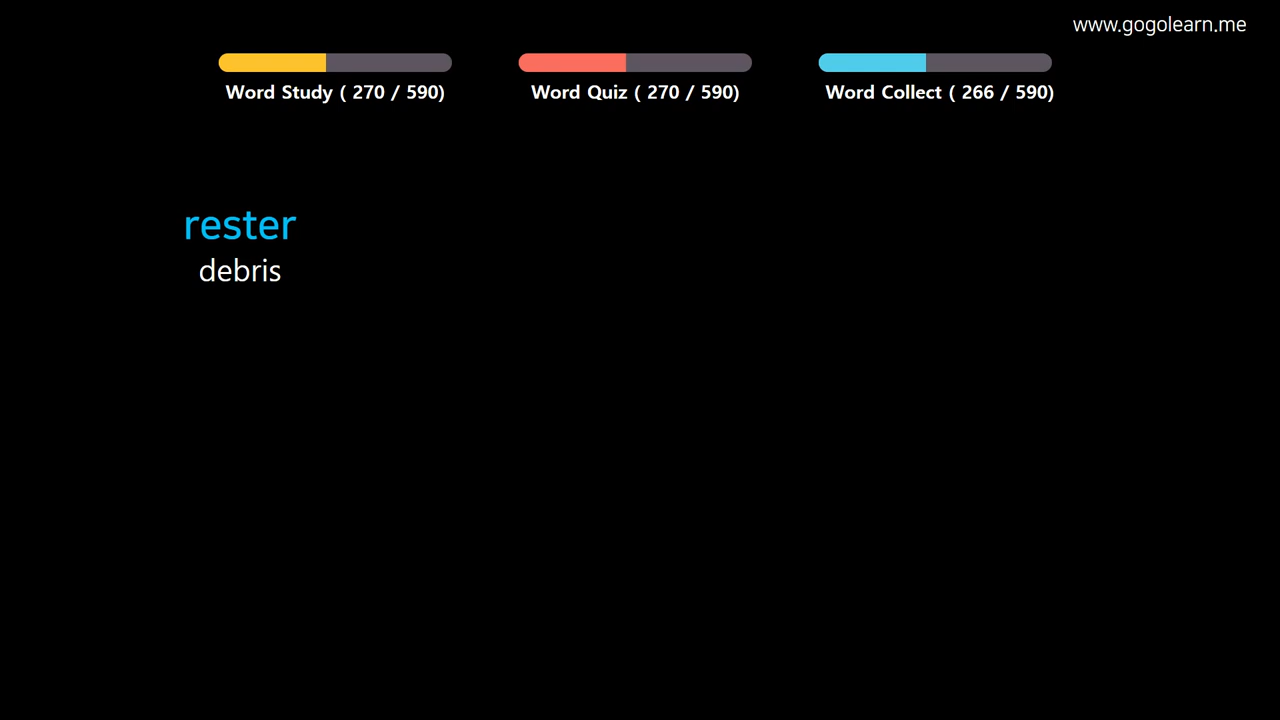 www.gogolearn.me
Word Study ( 270 / 590)
Word Quiz ( 270 / 590)
Word Collect ( 266 / 590)
rester
debris